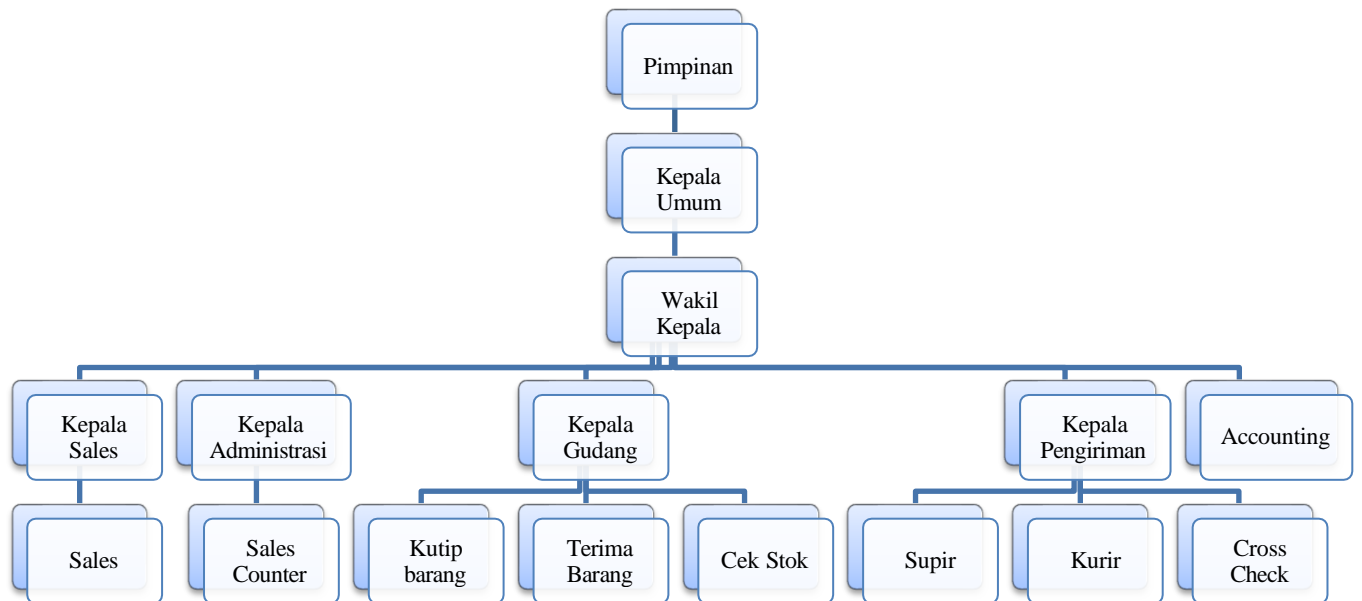 Pimpinan
Kepala
Umum
Wakil
Kepala
Kepala
Sales
Kepala
Administrasi
Kepala
Gudang
Kepala
Pengiriman
Accounting
Sales
Sales
Counter
Kutip
barang
Terima
Barang
Cek Stok
Supir
Kurir
Cross
Check